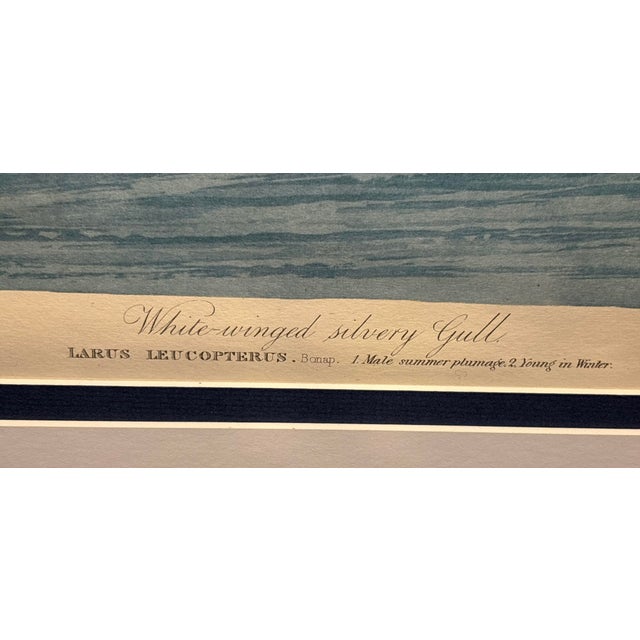 White-winged silvery Gull.
LARUS LEUCOPTERUS. Bonap. 1. Male summer plumage. 2. Young in Winter.